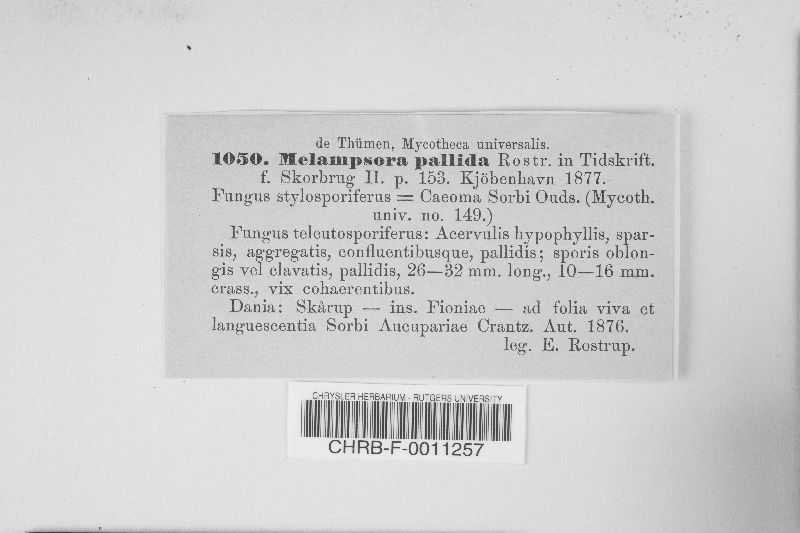 de Thümen, Mycotheca universalis.
1050. Melampsora pallida Rostr. in Tidskrift.
f. Skorbrug II. p. 153. Kjöbenhavn 1877.
Fungus stylosporiferus = Caeoma Sorbi Ouds. (Mycoth.
univ. no. 149.)
Fungus teleutosporiferus: Acervulis hypophyllis, spar-
sis, aggregatis, confluentibusque, pallidis; sporis oblon-
gis vel clavatis, pallidis, 26—32 mm. long., 10—16 mm.
crass., vix cohaerentibus.
Dania: Skårup — ins. Fioniae — ad folia viva et
languescentia Sorbi Aucupariae Crantz. Aut. 1876.
leg. E. Rostrup.
CHRYSLER HERBARIUM - RUTGERS UNIVERSITY
CHRB-F-0011257